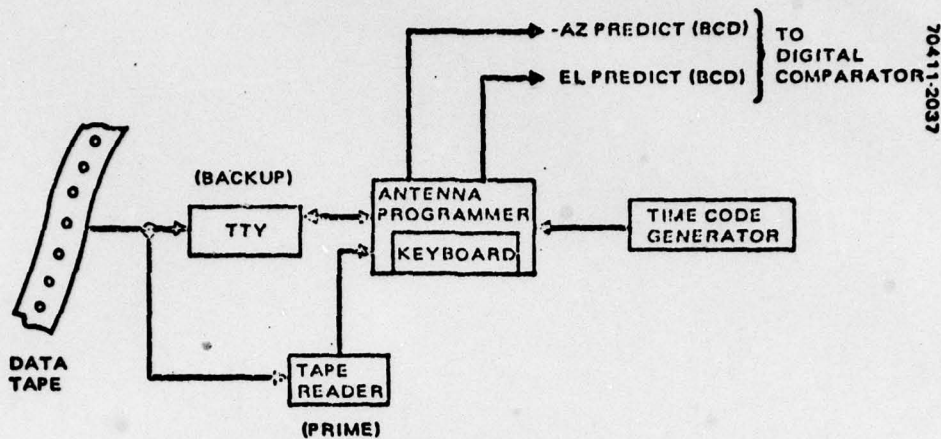 -AZ PREDICT (BCD)
EL PREDICT (BCD)
TO
DIGITAL
COMPARATOR
70411-2037
(BACKUP)
TTY
ANTENNA
PROGRAMMER
KEYBOARD
TIME CODE
GENERATOR
DATA
TAPE
TAPE
READER
(PRIME)